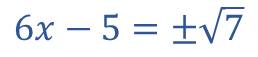 6x − 5 = ±√7